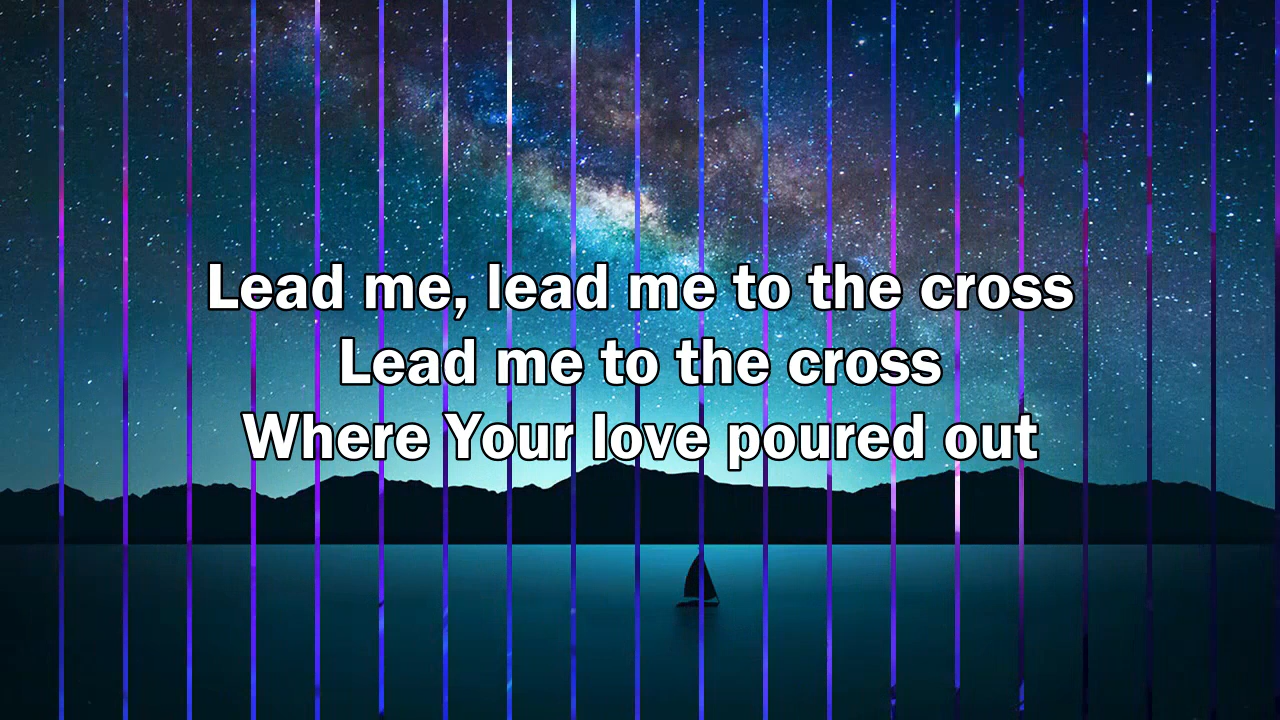 Lead me, lead me to the cross
Lead me to the cross
Where Your love poured out